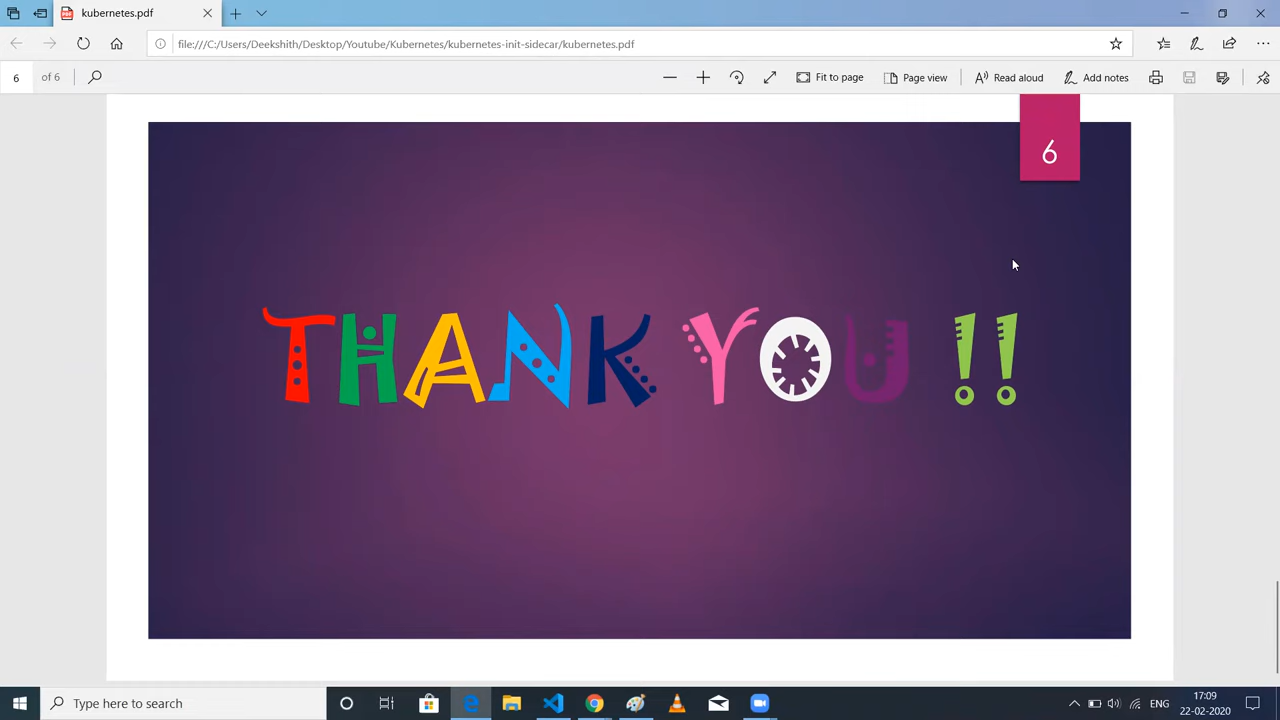 kubernetes.pdf
file:///C:/Users/Deekshith/Desktop/Youtube/Kubernetes/kubernetes-init-sidecar/kubernetes.pdf
6 of 6 Fit to page Page view Read aloud Add notes
6
THANK YOU !!
Type here to search
ENG
17:09
22-02-2020